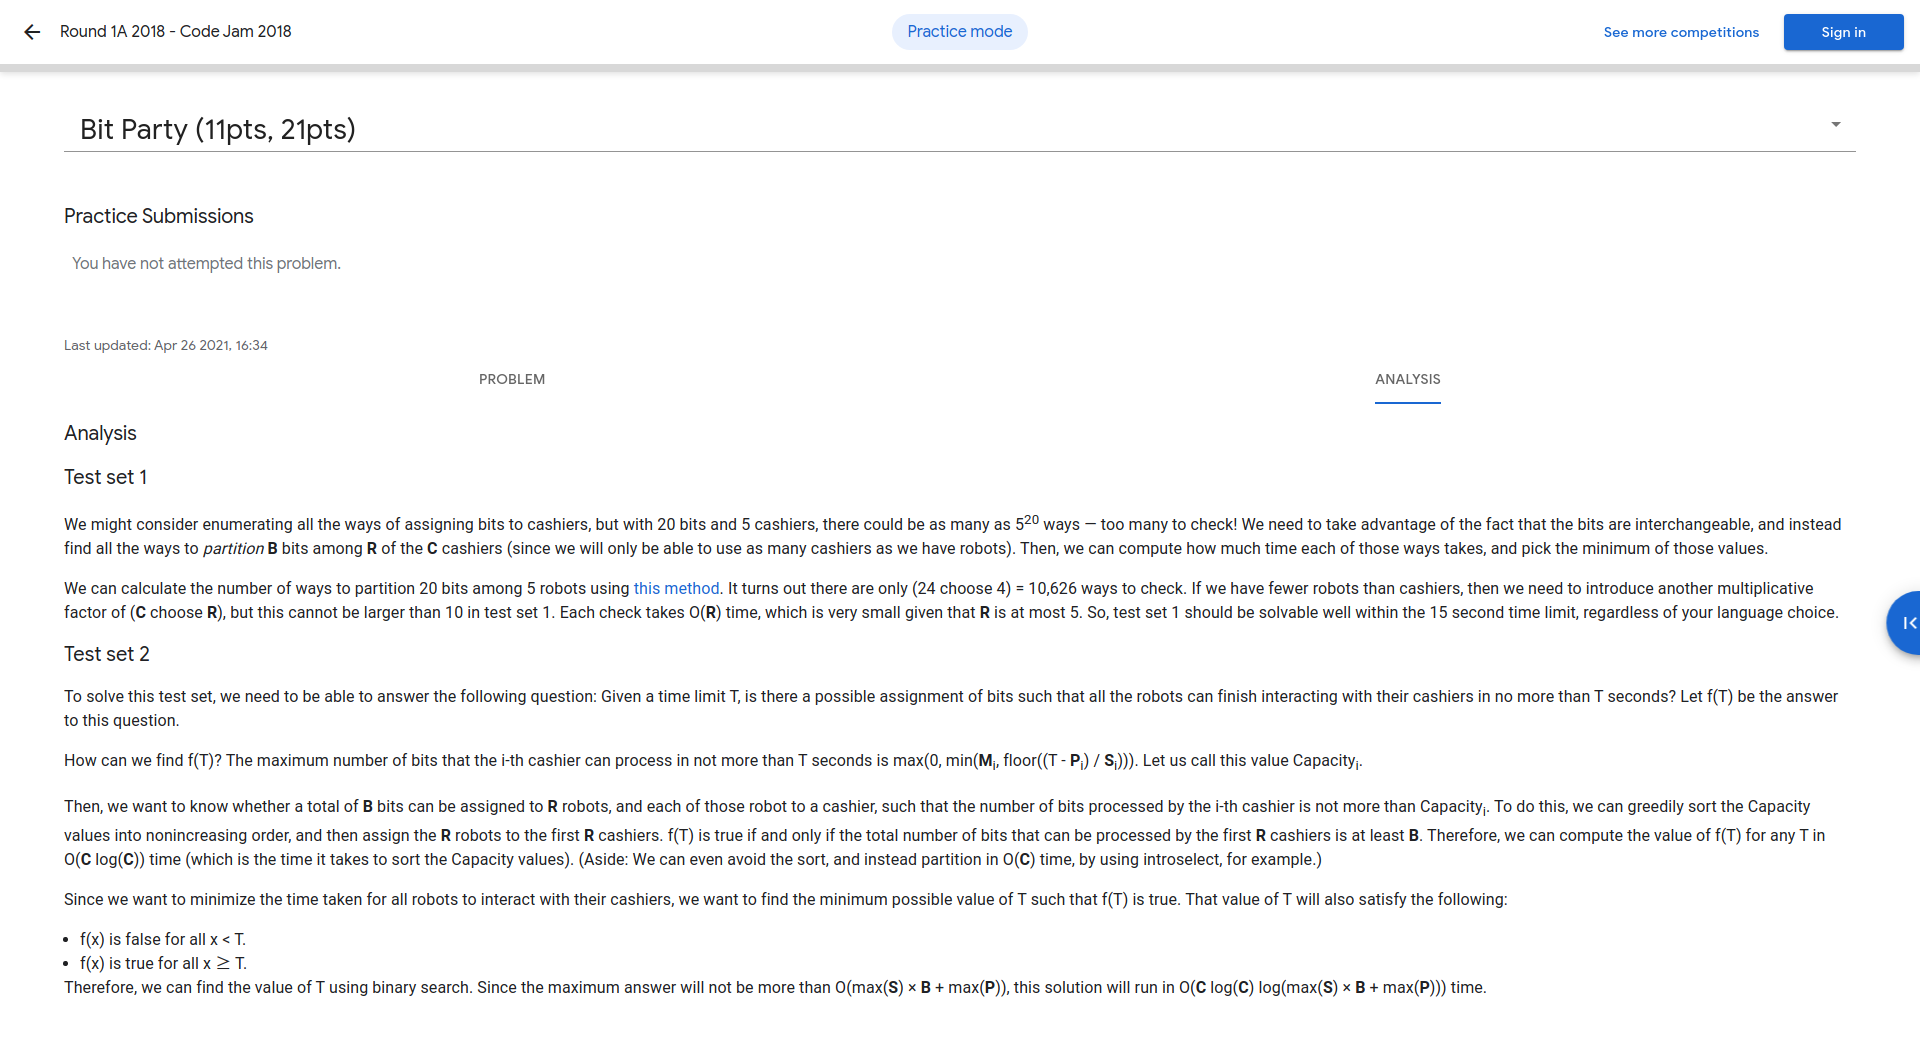 Round 1A 2018 - Code Jam 2018
Practice mode
See more competitions
Sign in
Bit Party (11pts, 21pts)
Practice Submissions
You have not attempted this problem.
Last updated: Apr 26 2021, 16:34
PROBLEM
ANALYSIS
Analysis
Test set 1
We might consider enumerating all the ways of assigning bits to cashiers, but with 20 bits and 5 cashiers, there could be as many as 5^20 ways — too many to check! We need to take advantage of the fact that the bits are interchangeable, and instead
find all the ways to partition B bits among R of the C cashiers (since we will only be able to use as many cashiers as we have robots). Then, we can compute how much time each of those ways takes, and pick the minimum of those values.
We can calculate the number of ways to partition 20 bits among 5 robots using this method. It turns out there are only (24 choose 4) = 10,626 ways to check. If we have fewer robots than cashiers, then we need to introduce another multiplicative
factor of (C choose R), but this cannot be larger than 10 in test set 1. Each check takes O(R) time, which is very small given that R is at most 5. So, test set 1 should be solvable well within the 15 second time limit, regardless of your language choice.
Test set 2
To solve this test set, we need to be able to answer the following question: Given a time limit T, is there a possible assignment of bits such that all the robots can finish interacting with their cashiers in no more than T seconds? Let f(T) be the answer
to this question.
How can we find f(T)? The maximum number of bits that the i-th cashier can process in not more than T seconds is max(0, min(M_i, floor((T - P_i) / S_i))). Let us call this value Capacity_i.
Then, we want to know whether a total of B bits can be assigned to R robots, and each of those robot to a cashier, such that the number of bits processed by the i-th cashier is not more than Capacity_i. To do this, we can greedily sort the Capacity
values into nonincreasing order, and then assign the R robots to the first R cashiers. f(T) is true if and only if the total number of bits that can be processed by the first R cashiers is at least B. Therefore, we can compute the value of f(T) for any T in
O(C log(C)) time (which is the time it takes to sort the Capacity values). (Aside: We can even avoid the sort, and instead partition in O(C) time, by using introselect, for example.)
Since we want to minimize the time taken for all robots to interact with their cashiers, we want to find the minimum possible value of T such that f(T) is true. That value of T will also satisfy the following:
• f(x) is false for all x < T.
• f(x) is true for all x ≥ T.
Therefore, we can find the value of T using binary search. Since the maximum answer will not be more than O(max(S) × B + max(P)), this solution will run in O(C log(C) log(max(S) × B + max(P))) time.